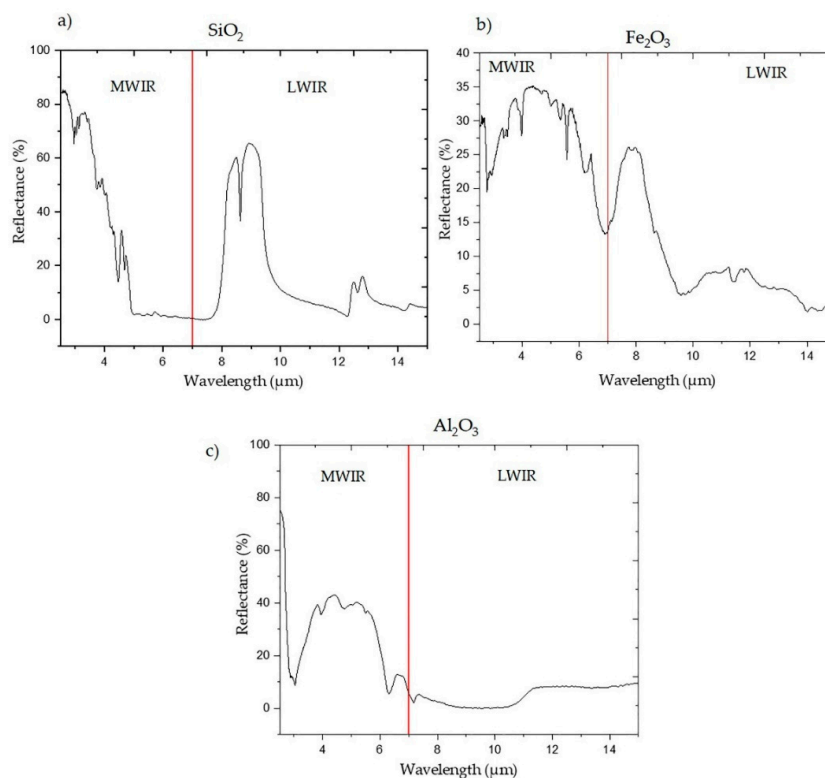 a)
SiO₂
MWIR
LWIR
100
80
60
40
20
0
Reflectance (%)
4
6
8
10
12
14
Wavelength (µm)
b)
Fe₂O₃
MWIR
LWIR
40
35
30
25
20
15
10
5
0
Reflectance (%)
4
6
8
10
12
14
Wavelength (µm)
c)
Al₂O₃
MWIR
LWIR
100
80
60
40
20
0
Reflectance (%)
4
6
8
10
12
14
Wavelength (µm)